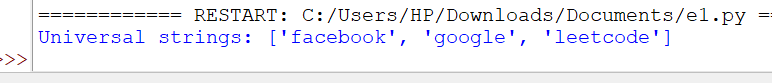 ============ RESTART: C:/Users/HP/Downloads/Documents/e1.py ==
Universal strings: ['facebook', 'google', 'leetcode']
>>>